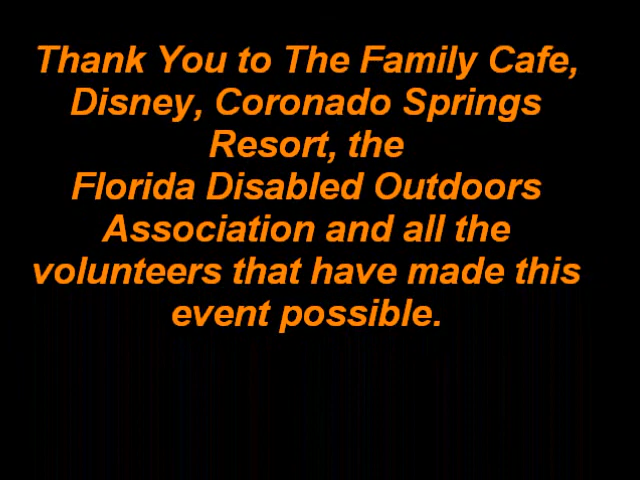 Thank You to The Family Cafe,
Disney, Coronado Springs
Resort, the
Florida Disabled Outdoors
Association and all the
volunteers that have made this
event possible.